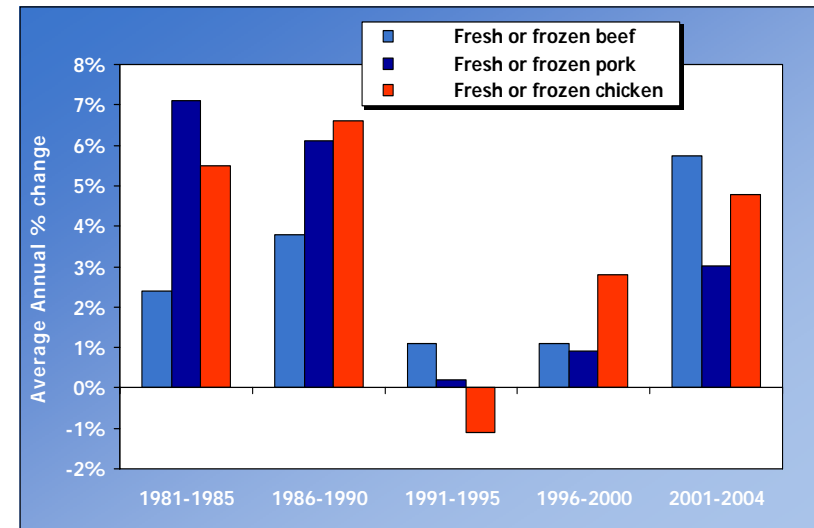 Fresh or frozen beef
Fresh or frozen pork
Fresh or frozen chicken
Average Annual % change
8%
7%
6%
5%
4%
3%
2%
1%
0%
-1%
-2%
1981-1985 1986-1990 1991-1995 1996-2000 2001-2004